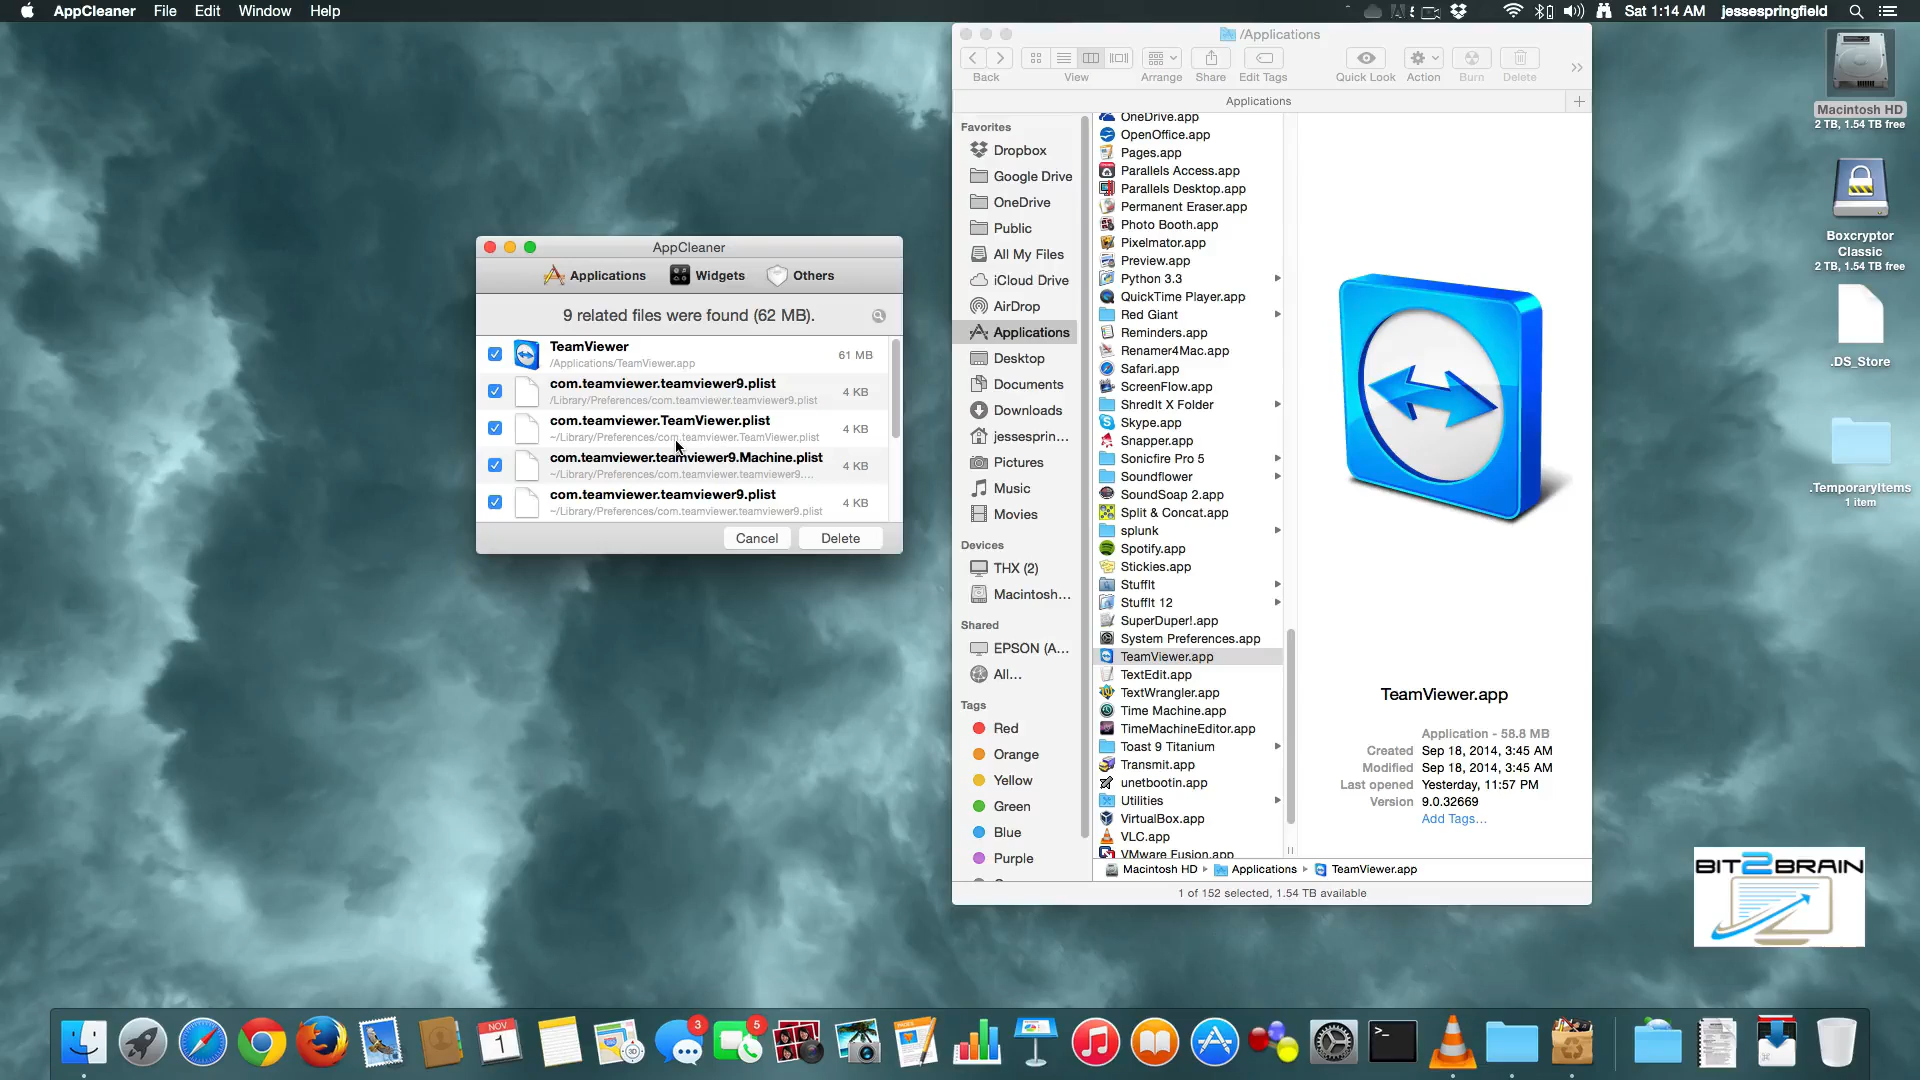 AppCleaner File Edit Window Help
Sat 1:14 AM jessespringfield
AppCleaner
Applications Widgets Others
9 related files were found (62 MB).
TeamViewer
/Applications/TeamViewer.app
61 MB
com.teamviewer.teamviewer9.plist
/Library/Preferences/com.teamviewer.teamviewer9.plist
4 KB
com.teamviewer.TeamViewer.plist
~/Library/Preferences/com.teamviewer.TeamViewer.plist
4 KB
com.teamviewer.teamviewer9.Machine.plist
~/Library/Preferences/com.teamviewer.teamviewer9....
4 KB
com.teamviewer.teamviewer9.plist
~/Library/Preferences/com.teamviewer.teamviewer9.plist
4 KB
Cancel Delete
/Applications
Back View Arrange Share Edit Tags Quick Look Action Burn Delete
Applications
Favorites
Dropbox
Google Drive
OneDrive
Public
All My Files
iCloud Drive
AirDrop
Applications
Desktop
Documents
Downloads
jessesprin...
Pictures
Music
Movies
Devices
THX (2)
Macintosh...
Shared
EPSON (A...
All...
Tags
Red
Orange
Yellow
Green
Blue
Purple
OneDrive.app
OpenOffice.app
Pages.app
Parallels Access.app
Parallels Desktop.app
Permanent Eraser.app
Photo Booth.app
Pixelmator.app
Preview.app
Python 3.3
QuickTime Player.app
Red Giant
Reminders.app
Renamer4Mac.app
Safari.app
ScreenFlow.app
ShredIt X Folder
Skype.app
Snapper.app
Sonicfire Pro 5
Soundflower
SoundSoap 2.app
Split & Concat.app
splunk
Spotify.app
Stickies.app
StuffIt
StuffIt 12
SuperDuper!.app
System Preferences.app
TeamViewer.app
TextEdit.app
TextWrangler.app
Time Machine.app
TimeMachineEditor.app
Toast 9 Titanium
Transmit.app
unetbootin.app
Utilities
VirtualBox.app
VLC.app
VMware Fusion.app
TeamViewer.app
Application - 58.8 MB
Created Sep 18, 2014, 3:45 AM
Modified Sep 18, 2014, 3:45 AM
Last opened Yesterday, 11:57 PM
Version 9.0.32669
Add Tags...
Macintosh HD Applications TeamViewer.app
1 of 152 selected, 1.54 TB available
Macintosh HD
2 TB, 1.54 TB free
Boxcryptor
Classic
2 TB, 1.54 TB free
.DS_Store
.TemporaryItems
1 item
BIT2BRAIN
NOV
1
3D
3
5
PAGES